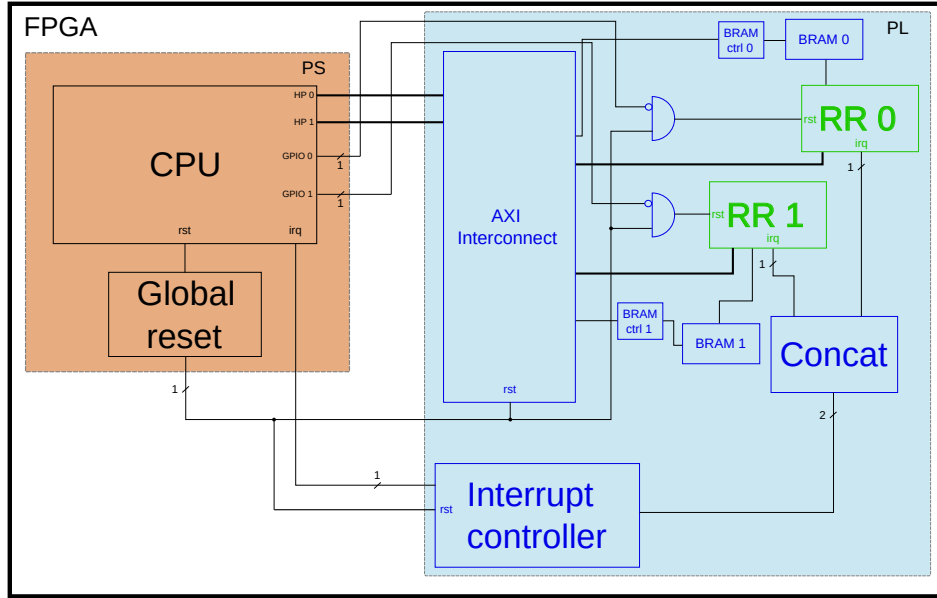 FPGA
PS
PL
HP 0
HP 1
GPIO 0
1
GPIO 1
1
CPU
rst
irq
Global
reset
1
1
AXI
Interconnect
rst
BRAM
ctrl 0
BRAM 0
rst
RR 0
irq
1
rst
RR 1
irq
1
BRAM
ctrl 1
BRAM 1
Concat
2
Interrupt
controller
rst